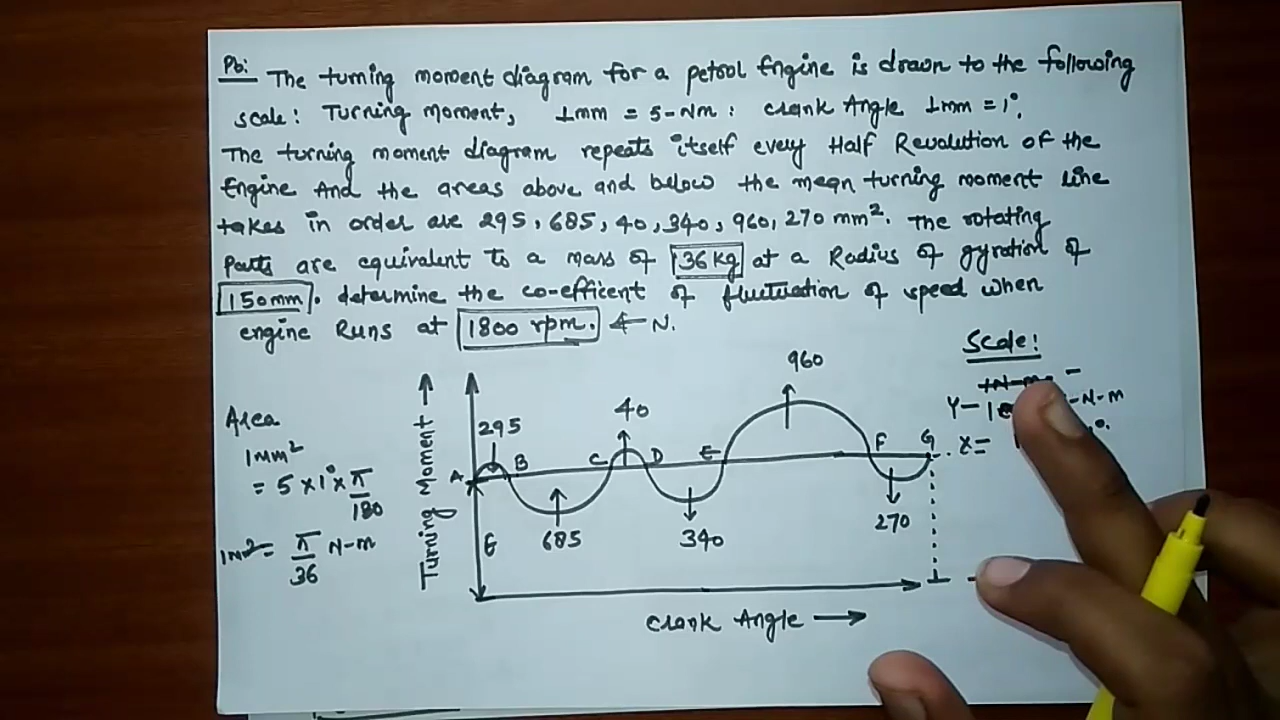 Pb: The turning moment diagram for a petrol Engine is drawn to the following
scale: Turning Moment, 1mm = 5-Nm: Crank Angle 1mm = 1°.
The turning moment diagram repeats itself every Half Revolution of the
Engine And the areas above and below the mean turning moment line
takes in order are 295, 685, 40, 340, 960, 270 mm². The rotating
Parts are equivalent to a mass of 36 kg at a Radius of gyration of
150mm. determine the co-efficent of fluctuation of speed when
engine Runs at 1800 rpm. ← N.
Scale:
Y-
-N-m
X=
Area
1mm²
= 5×1°×π/180
= π/36 N-m
Turning Moment →
295
40
960
A B C D E F G
E
685
340
270
Crank Angle →